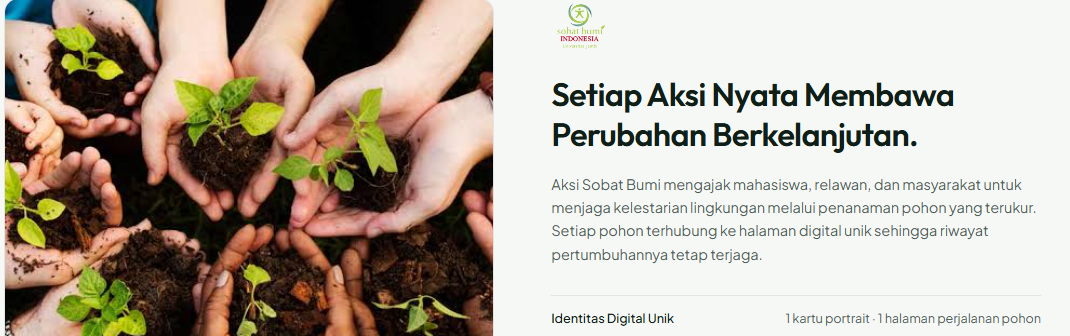 sobat bumi
INDONESIA
Setiap Aksi Nyata Membawa
Perubahan Berkelanjutan.
Aksi Sobat Bumi mengajak mahasiswa, relawan, dan masyarakat untuk
menjaga kelestarian lingkungan melalui penanaman pohon yang terukur.
Setiap pohon terhubung ke halaman digital unik sehingga riwayat
pertumbuhannya tetap terjaga.
Identitas Digital Unik
1 kartu portrait · 1 halaman perjalanan pohon